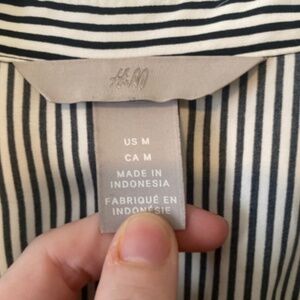 H&M
US M
CA M
MADE IN
INDONESIA
FABRIQUÉ EN
INDONÉSIE